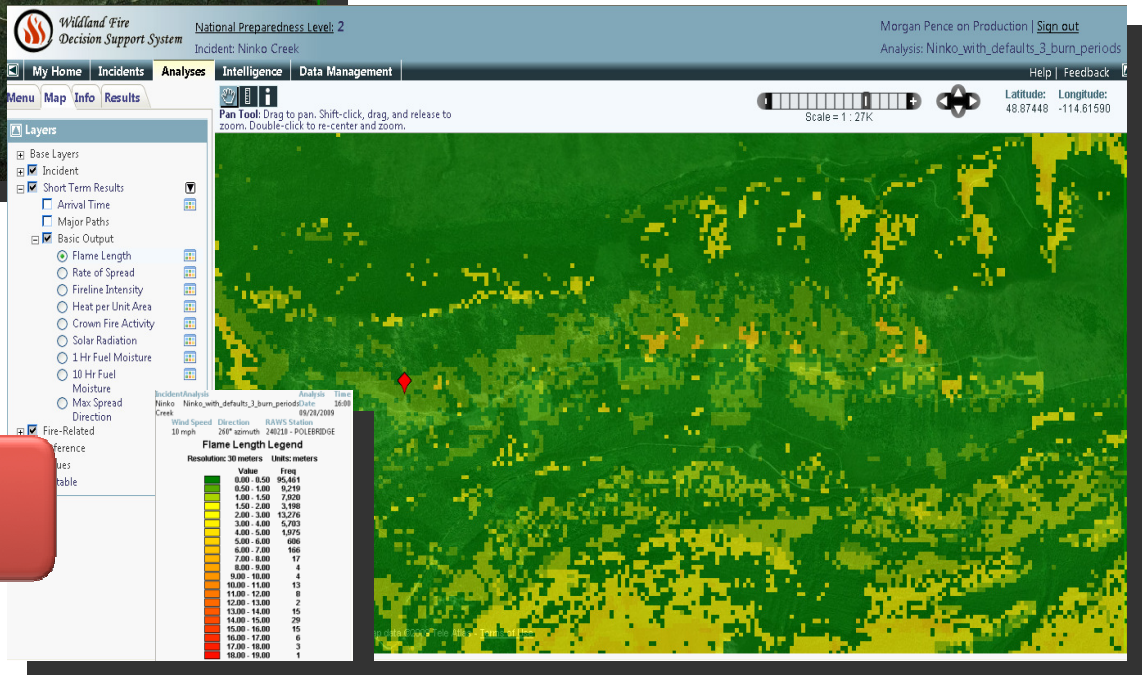 Wildland Fire
Decision Support System
National Preparedness Level: 2
Incident: Ninko Creek
Morgan Pence on Production | Sign out
Analysis: Ninko_with_defaults_3_burn_periods
My Home Incidents Analyses Intelligence Data Management
Help | Feedback
Menu Map Info Results
Pan Tool: Drag to pan. Shift-click, drag, and release to
zoom. Double-click to re-center and zoom.
Scale = 1 : 27K
Latitude: Longitude:
48.87448 -114.61590
Layers
Base Layers
Incident
Short Term Results
Arrival Time
Major Paths
Basic Output
Flame Length
Rate of Spread
Fireline Intensity
Heat per Unit Area
Crown Fire Activity
Solar Radiation
1 Hr Fuel Moisture
10 Hr Fuel
Moisture
Max Spread
Direction
Fire-Related
ference
ues
table
Incident Analysis Analysis Time
Ninko Ninko_with_defaults_3_burn_periods Date 16:00
Creek 09/28/2009
Wind Speed Direction RAWS Station
10 mph 260° azimuth 240210 - POLEBRIDGE
Flame Length Legend
Resolution: 30 meters Units: meters
Value Freq
0.00 - 0.50 95,461
0.50 - 1.00 9,219
1.00 - 1.50 7,920
1.50 - 2.00 3,198
2.00 - 3.00 13,276
3.00 - 4.00 5,703
4.00 - 5.00 1,975
5.00 - 6.00 606
6.00 - 7.00 166
7.00 - 8.00 17
8.00 - 9.00 4
9.00 - 10.00 4
10.00 - 11.00 13
11.00 - 12.00 8
12.00 - 13.00 2
13.00 - 14.00 15
14.00 - 15.00 29
15.00 - 16.00 15
16.00 - 17.00 6
17.00 - 18.00 3
18.00 - 19.00 1
Tele Atlas Terms of Use